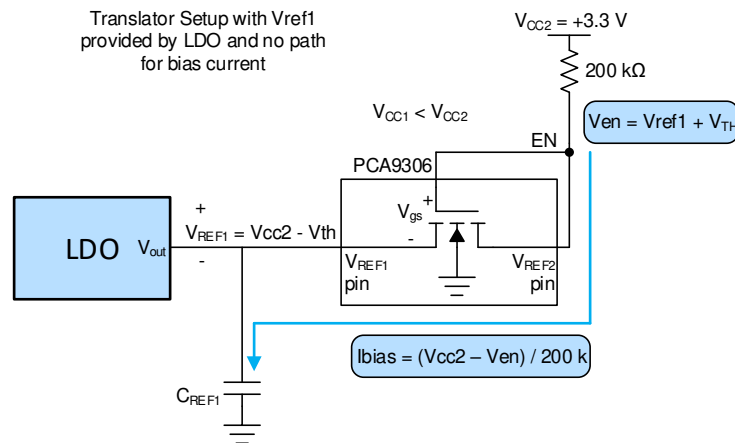 Translator Setup with Vref1
provided by LDO and no path
for bias current
VCC2 = +3.3 V
200 kΩ
VCC1 < VCC2
Ven = Vref1 + VTH
EN
PCA9306
+
Vgs
-
+
VREF1 = Vcc2 - Vth
-
LDO
Vout
VREF1
pin
VREF2
pin
Ibias = (Vcc2 – Ven) / 200 k
CREF1